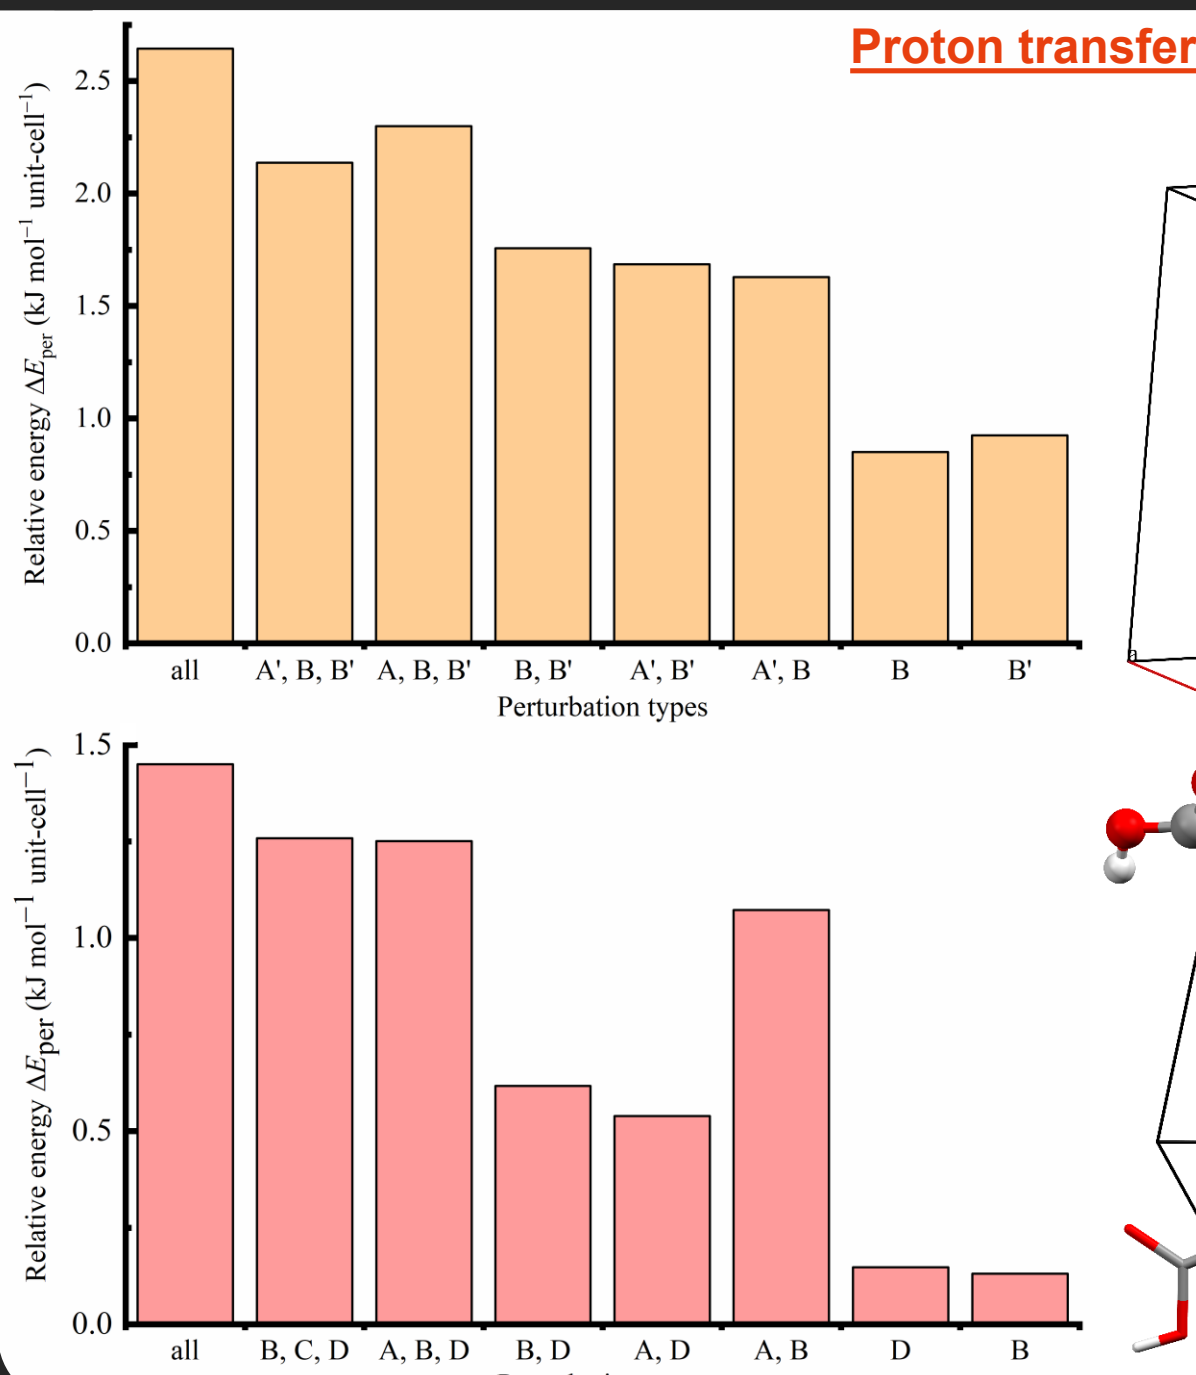 Proton transfer
Relative energy ΔE_per (kJ mol⁻¹ unit-cell⁻¹)
2.5
2.0
1.5
1.0
0.5
0.0
all A', B, B' A, B, B' B, B' A', B' A', B B B'
Perturbation types
a
Relative energy ΔE_per (kJ mol⁻¹ unit-cell⁻¹)
1.5
1.0
0.5
0.0
all B, C, D A, B, D B, D A, D A, B D B